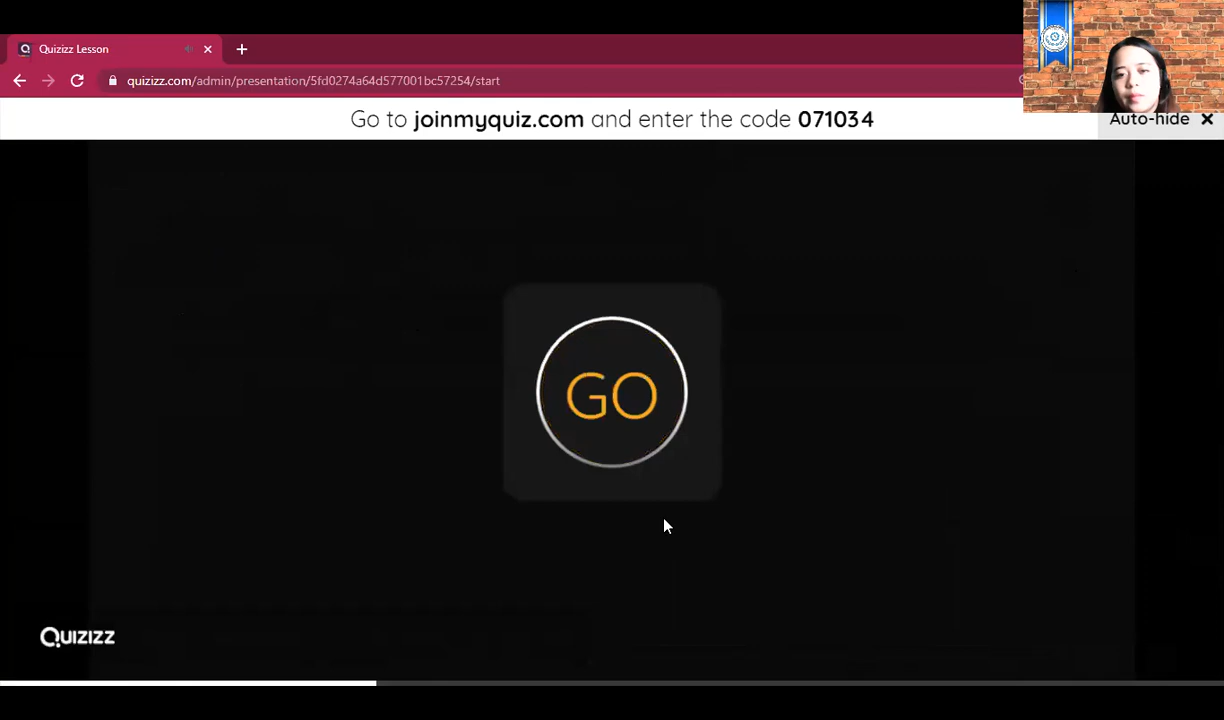 Quizizz Lesson
quizizz.com/admin/presentation/5fd0274a64d577001bc57254/start
Go to joinmyquiz.com and enter the code 071034
Auto-hide
GO
QUIZIZZ